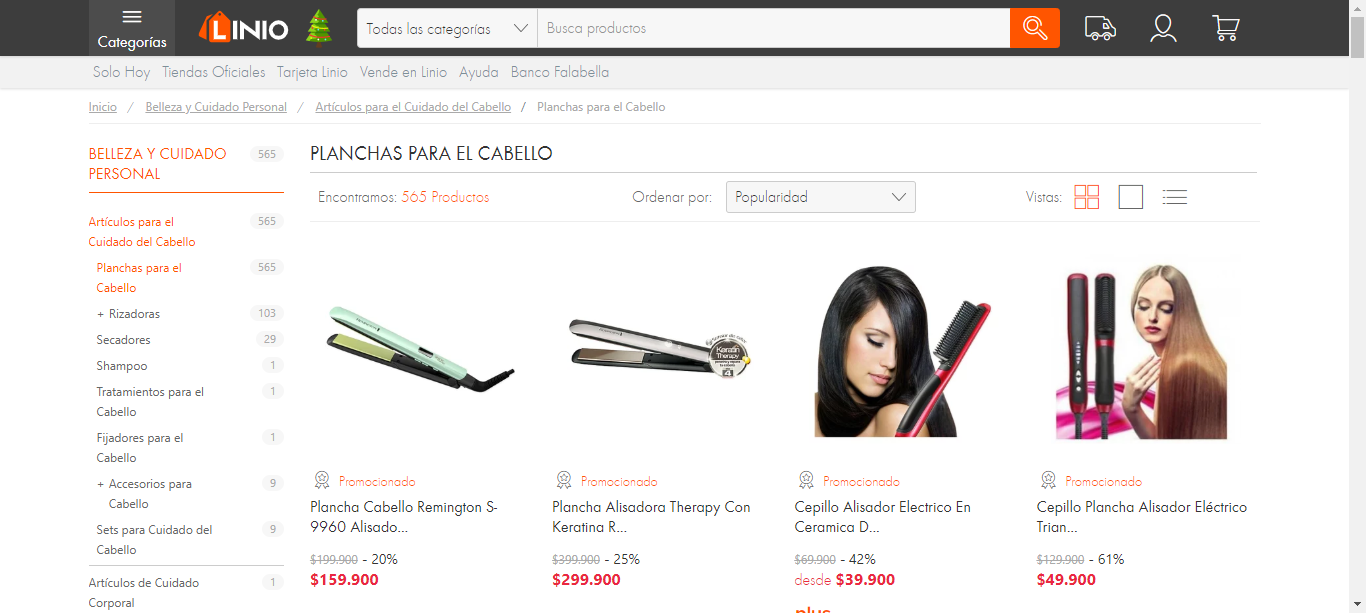 Categorías
LINIO
Todas las categorías
Busca productos
Solo Hoy Tiendas Oficiales Tarjeta Linio Vende en Linio Ayuda Banco Falabella
Inicio / Belleza y Cuidado Personal / Artículos para el Cuidado del Cabello / Planchas para el Cabello
BELLEZA Y CUIDADO
PERSONAL
565
Artículos para el
Cuidado del Cabello
565
Planchas para el
Cabello
565
+ Rizadoras 103
Secadores 29
Shampoo 1
Tratamientos para el
Cabello
1
Fijadores para el
Cabello
1
+ Accesorios para
Cabello
9
Sets para Cuidado del
Cabello
9
Artículos de Cuidado
Corporal
1
PLANCHAS PARA EL CABELLO
Encontramos: 565 Productos
Ordenar por: Popularidad
Vistas:
Promocionado
Plancha Cabello Remington S-
9960 Alisado...
$199.900 - 20%
$159.900
Keratin
Therapy
4
Promocionado
Plancha Alisadora Therapy Con
Keratina R...
$399.900 - 25%
$299.900
Promocionado
Cepillo Alisador Electrico En
Ceramica D...
$69.900 - 42%
desde $39.900
plus
Promocionado
Cepillo Plancha Alisador Eléctrico
Trian...
$129.900 - 61%
$49.900